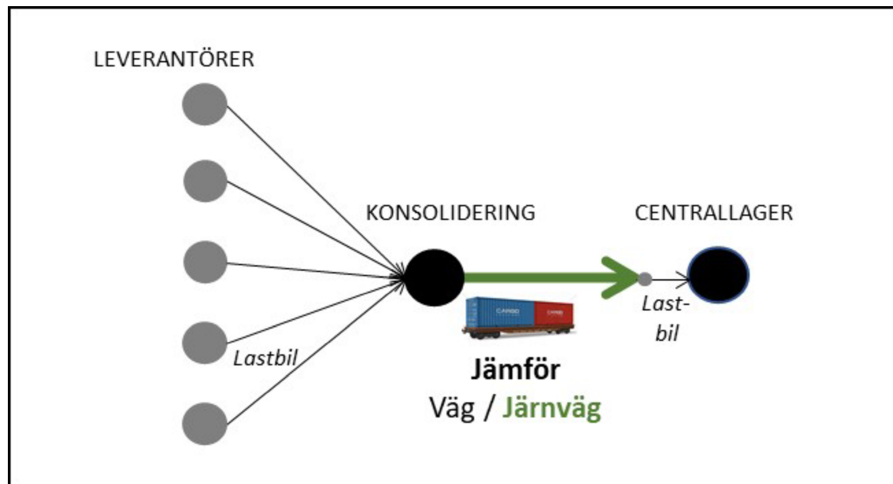 LEVERANTÖRER
KONSOLIDERING
CENTRALLAGER
Lastbil
Last-
bil
Jämför
Väg / Järnväg